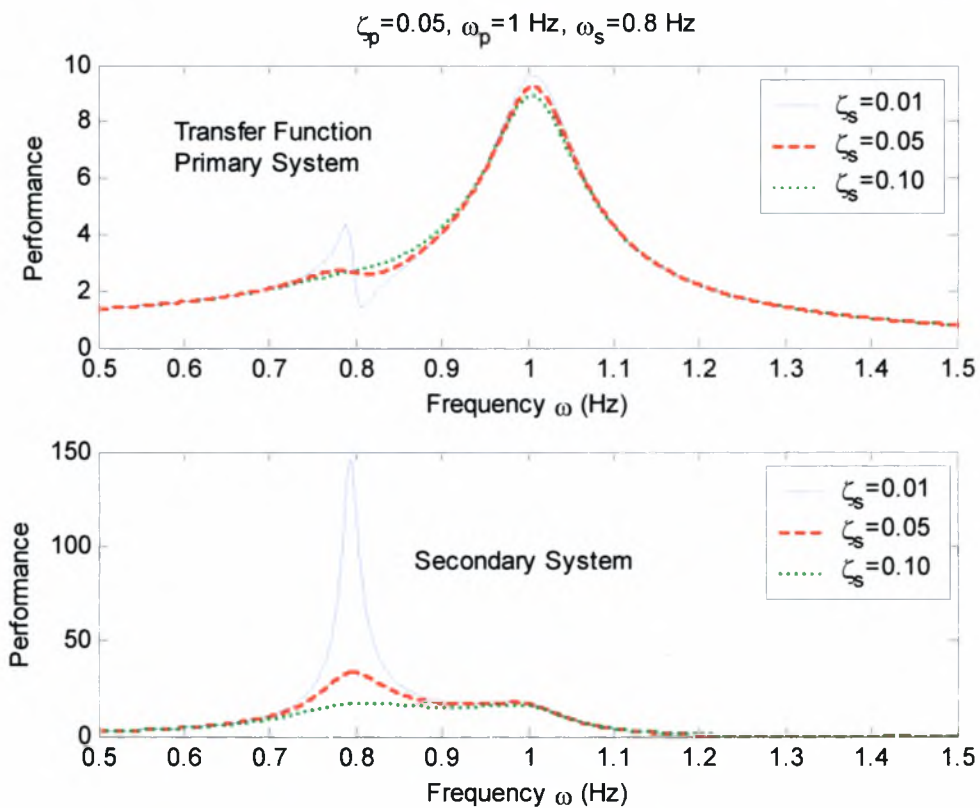 ζp=0.05, ωp=1 Hz, ωs=0.8 Hz
10
8
6
4
2
0
Performance
Transfer Function
Primary System
ζs=0.01
ζs=0.05
ζs=0.10
0.5 0.6 0.7 0.8 0.9 1 1.1 1.2 1.3 1.4 1.5
Frequency ω (Hz)
150
100
50
0
Performance
Secondary System
ζs=0.01
ζs=0.05
ζs=0.10
0.5 0.6 0.7 0.8 0.9 1 1.1 1.2 1.3 1.4 1.5
Frequency ω (Hz)